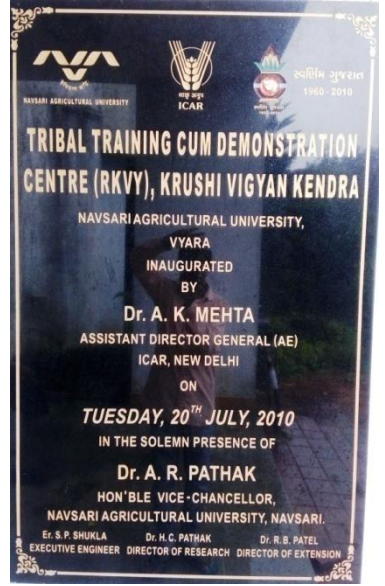 स्वर्णिम ગુજરાત
NAVSARI AGRICULTURAL UNIVERSITY
ICAR
1960-2010
TRIBAL TRAINING CUM DEMONSTRATION
CENTRE (RKVY), KRUSHI VIGYAN KENDRA
NAVSARI AGRICULTURAL UNIVERSITY,
VYARA
INAUGURATED
BY
Dr. A. K. MEHTA
ASSISTANT DIRECTOR GENERAL (AE)
ICAR, NEW DELHI
ON
TUESDAY, 20TH JULY, 2010
IN THE SOLEMN PRESENCE OF
Dr. A. R. PATHAK
HON'BLE VICE-CHANCELLOR,
NAVSARI AGRICULTURAL UNIVERSITY, NAVSARI.
Er. S. P. SHUKLA Dr. H. C. PATHAK Dr. R. B. PATEL
EXECUTIVE ENGINEER DIRECTOR OF RESEARCH DIRECTOR OF EXTENSION